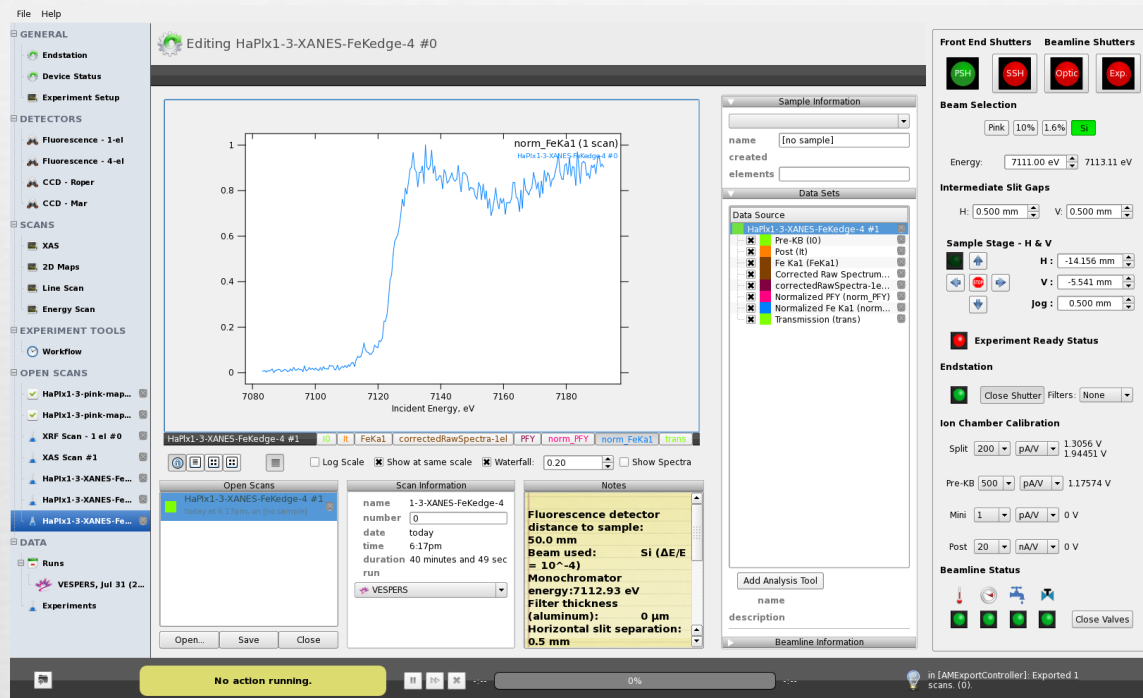 File Help
GENERAL
Endstation
Device Status
Experiment Setup
DETECTORS
Fluorescence - 1-el
Fluorescence - 4-el
CCD - Roper
CCD - Mar
SCANS
XAS
2D Maps
Line Scan
Energy Scan
EXPERIMENT TOOLS
Workflow
OPEN SCANS
HaPlx1-3-pink-map...
HaPlx1-3-pink-map...
XRF Scan - 1 el #0
XAS Scan #1
HaPlx1-3-XANES-Fe...
HaPlx1-3-XANES-Fe...
HaPlx1-3-XANES-Fe...
DATA
Runs
VESPERS, Jul 31 (2...
Experiments
Editing HaPlx1-3-XANES-FeKedge-4 #0
norm_FeKa1 (1 scan)
HaPlx1-3-XANES-FeKedge-4 #0
1
0.8
0.6
0.4
0.2
0
7080 7100 7120 7140 7160 7180
Incident Energy, eV
HaPlx1-3-XANES-FeKedge-4 #1 I0 It FeKa1 correctedRawSpectra-1el PFY norm_PFY norm_FeKa1 trans
Log Scale Show at same scale Waterfall: 0.20 Show Spectra
Open Scans
HaPlx1-3-XANES-FeKedge-4 #1
Today at 6:17pm, on [no sample]
Open... Save Close
Scan Information
name 1-3-XANES-FeKedge-4
number 0
date today
time 6:17pm
duration 40 minutes and 49 sec
run
VESPERS
Notes
Fluorescence detector
distance to sample:
50.0 mm
Beam used: Si (ΔE/E
= 10^-4)
Monochromator
energy:7112.93 eV
Filter thickness
(aluminum): 0 μm
Horizontal slit separation:
0.5 mm
Sample Information
name [no sample]
created
elements
Data Sets
Data Source
HaPlx1-3-XANES-FeKedge-4 #1
Pre-KB (I0)
Post (It)
Fe Ka1 (FeKa1)
Corrected Raw Spectrum...
correctedRawSpectra-1e...
Normalized PFY (norm_PFY)
Normalized Fe Ka1 (norm...
Transmission (trans)
Add Analysis Tool
name
description
Beamline Information
Front End Shutters Beamline Shutters
PSH SSH Optic Exp.
Beam Selection
Pink 10% 1.6% Si
Energy: 7111.00 eV 7113.11 eV
Intermediate Slit Gaps
H: 0.500 mm V: 0.500 mm
Sample Stage - H & V
H : -14.156 mm
STOP V : -5.541 mm
Jog : 0.500 mm
Experiment Ready Status
Endstation
Close Shutter Filters: None
Ion Chamber Calibration
Split 200 pA/V 1.3056 V
1.94451 V
Pre-KB 500 pA/V 1.17574 V
Mini 1 pA/V 0 V
Post 20 nA/V 0 V
Beamline Status
Close Valves
No action running.
-:-- 0% -:--
in [AMExportController]: Exported 1
scans. (0).